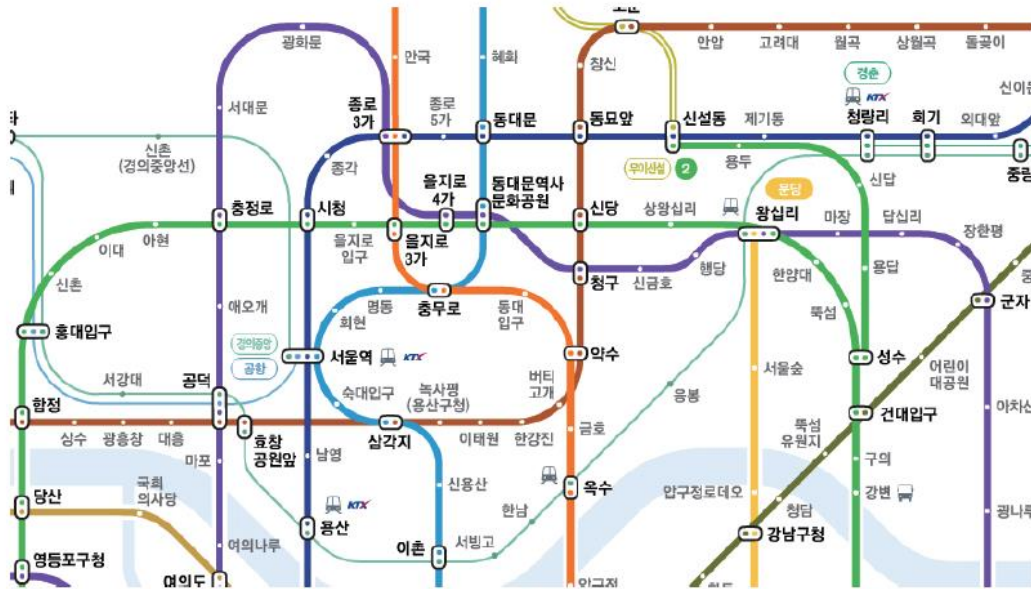 광화문
안국
혜화
창신
안암
고려대
월곡
상월곡
돌곶이
경춘
KTX
서대문
종로
3가
종로
5가
동대문
동묘앞
신설동
제기동
청량리
회기
외대앞
신촌
(경의중앙선)
종각
우이신설
2
용두
신답
중랑
을지로
4가
동대문역사
문화공원
분당
충정로
시청
을지로
입구
을지로
3가
신당
상왕십리
왕십리
마장
답십리
장한평
이대
아현
신촌
청구
신금호
행당
한양대
용답
뚝섬
군자
애오개
회현
명동
충무로
동대
입구
홍대입구
경의중앙
공항
서울역
KTX
약수
성수
서울숲
어린이
대공원
서강대
공덕
숙대입구
녹사평
(용산구청)
버티
고개
응봉
건대입구
합정
상수
광흥창
대흥
효창
공원앞
삼각지
이태원
한강진
금호
뚝섬
유원지
구의
마포
남영
당산
국회
의사당
신용산
옥수
압구정로데오
청담
강변
광나루
KTX
용산
한남
강남구청
여의나루
이촌
서빙고
영등포구청
여의도